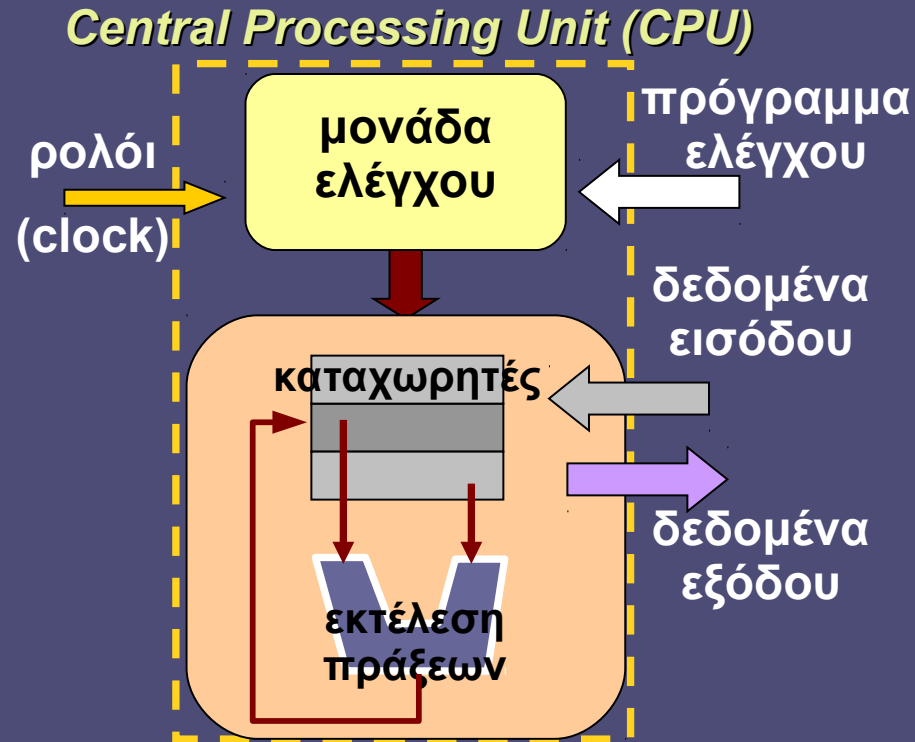 Central Processing Unit (CPU)
μονάδα
ελέγχου
πρόγραμμα
ελέγχου
ρολόι
(clock)
δεδομένα
εισόδου
καταχωρητές
δεδομένα
εξόδου
εκτέλεση
πράξεων